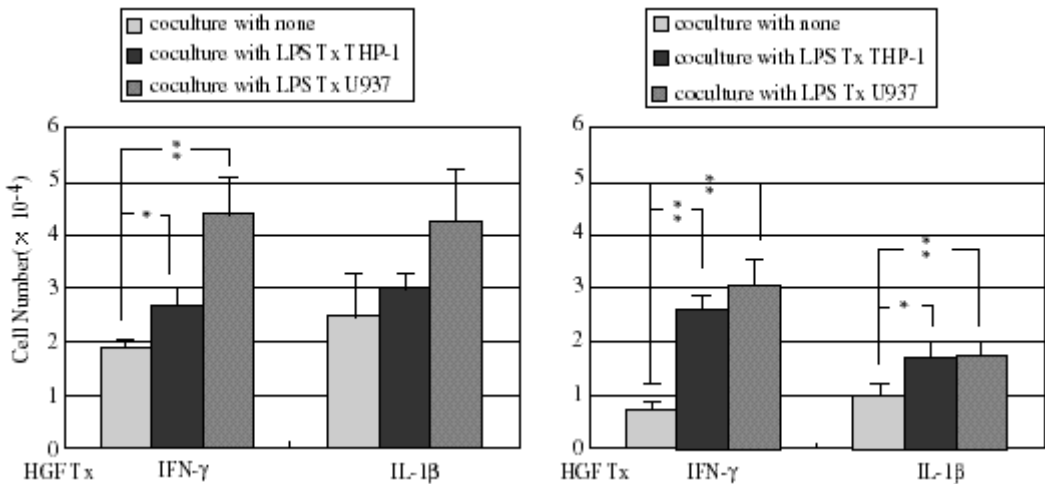 coculture with none
coculture with LPS Tx THP-1
coculture with LPS Tx U937
Cell Number(× 10-4)
6
5
4
3
2
1
0
* *
*
HGF Tx IFN-γ IL-1β
coculture with none
coculture with LPS Tx THP-1
coculture with LPS Tx U937
6
5
4
3
2
1
0
* *
* *
* *
*
HGF Tx IFN-γ IL-1β